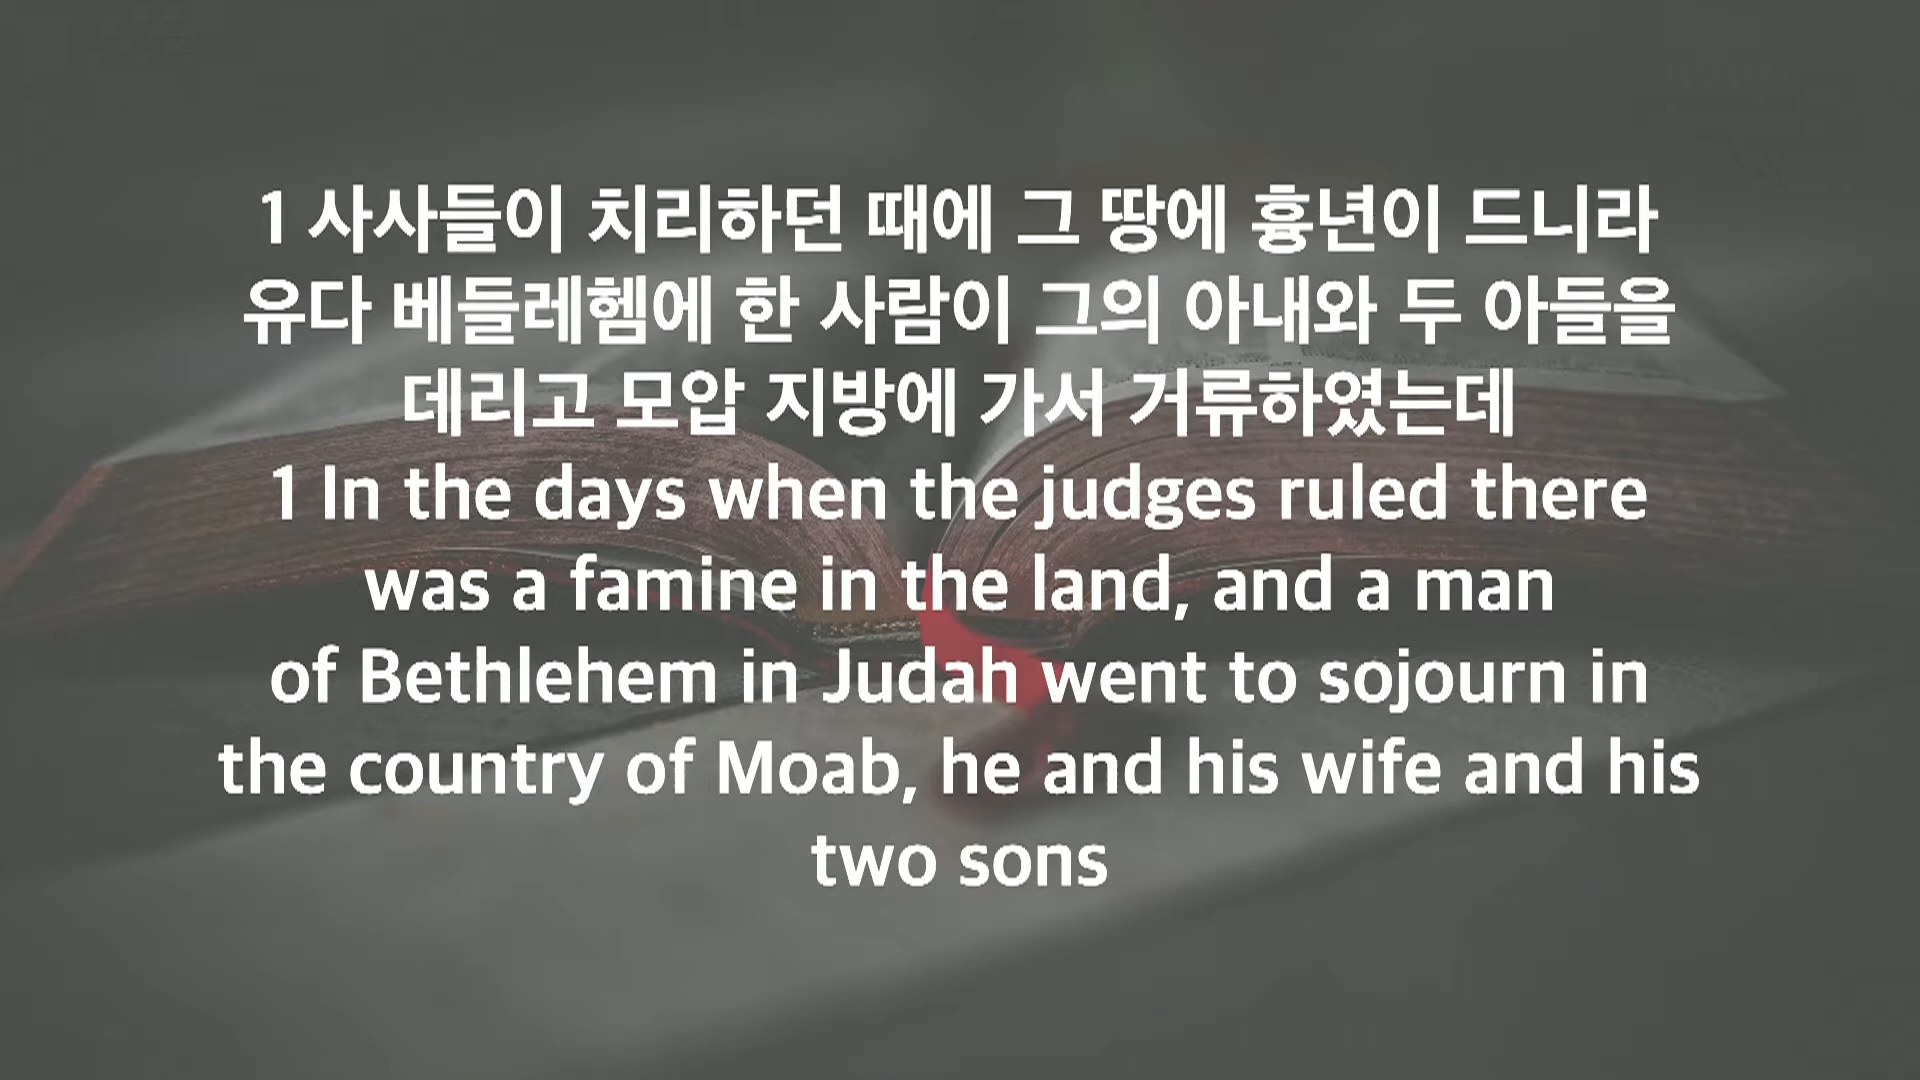 1 사사들이 치리하던 때에 그 땅에 흉년이 드니라
유다 베들레헴에 한 사람이 그의 아내와 두 아들을
데리고 모압 지방에 가서 거류하였는데
1 In the days when the judges ruled there
was a famine in the land, and a man
of Bethlehem in Judah went to sojourn in
the country of Moab, he and his wife and his
two sons